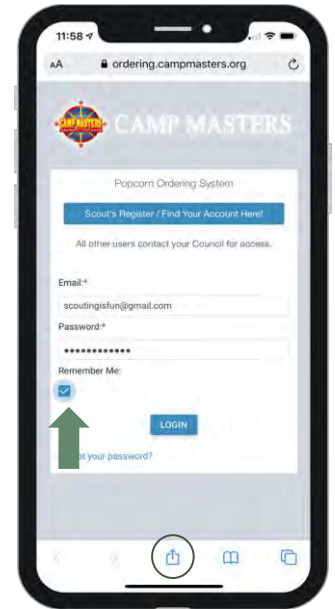 11:58
AA ordering.campmasters.org
CAMP MASTERS
CAMP MASTERS
Popcorn Ordering System
Scout's Register / Find Your Account Here!
All other users contact your Council for access.
Email:*
scoutingisfun@gmail.com
Password:*
••••••••••••
Remember Me:
LOGIN
ot your password?